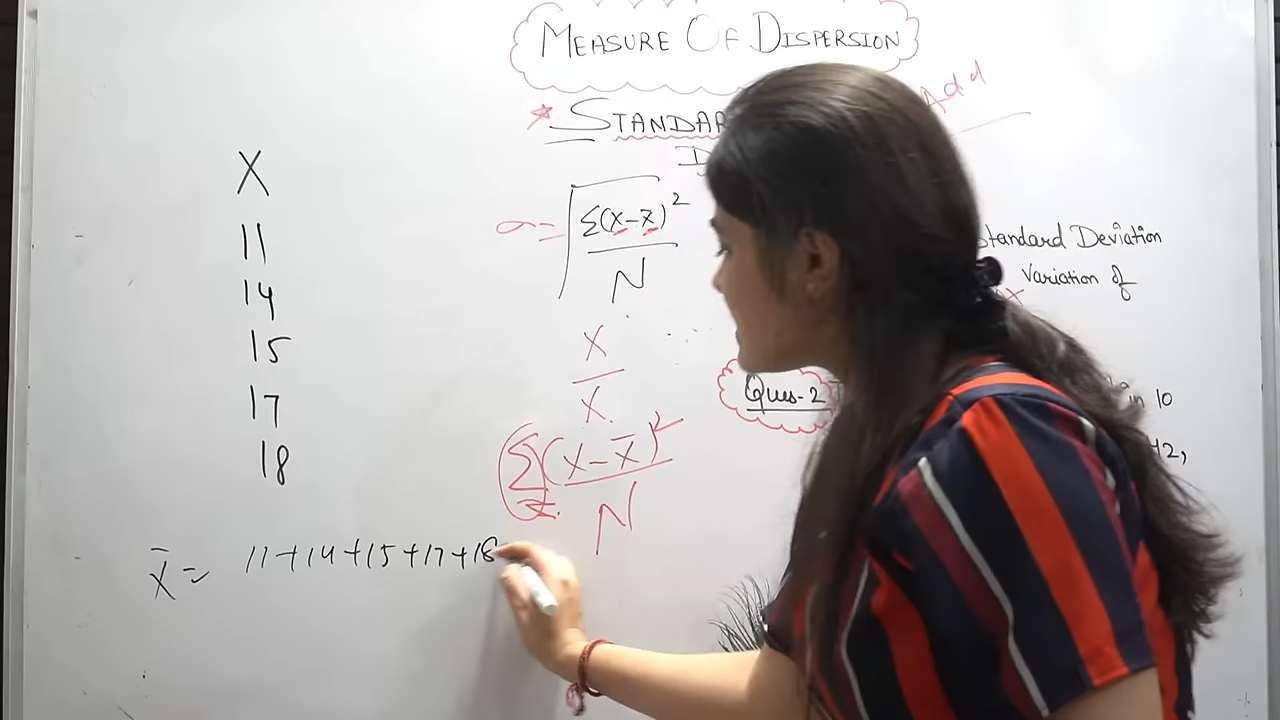 MEASURE OF DISPERSION
Add
STANDAR
D
X
11
14
15
17
18
σ = √Σ(x-x̄)²
N
X
X
Σ(x-x̄)²
N
Standard Deviation
Variation of
x
Ques-2
in 10
42,
x̄ = 11+14+15+17+18